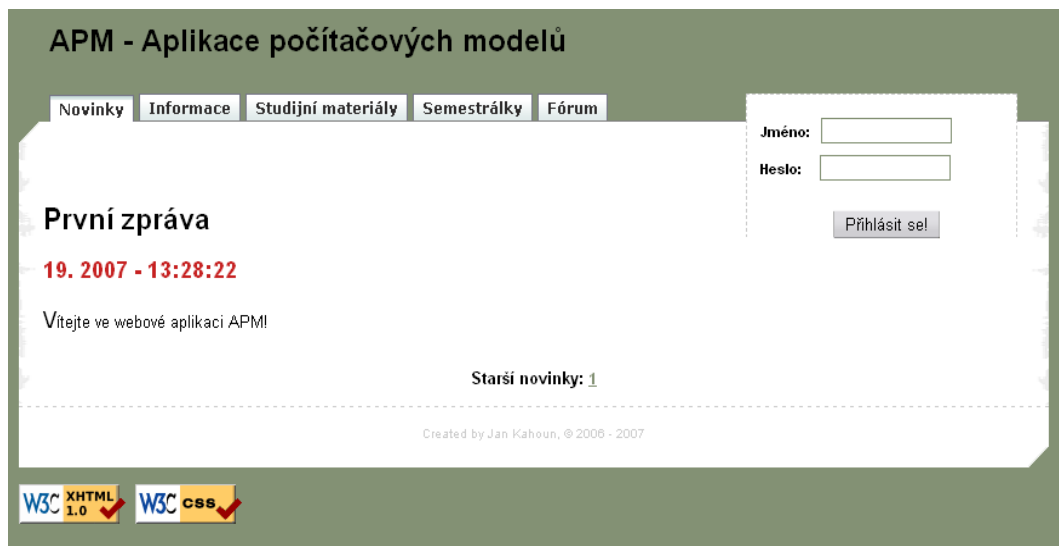 APM - Aplikace počítačových modelů
Novinky Informace Studijní materiály Semestrálky Fórum
Jméno:
Heslo:
Přihlásit se!
První zpráva
19. 2007 - 13:28:22
Vítejte ve webové aplikaci APM!
Starší novinky: 1
Created by Jan Kahoun, © 2006 - 2007
W3C XHTML 1.0
W3C css